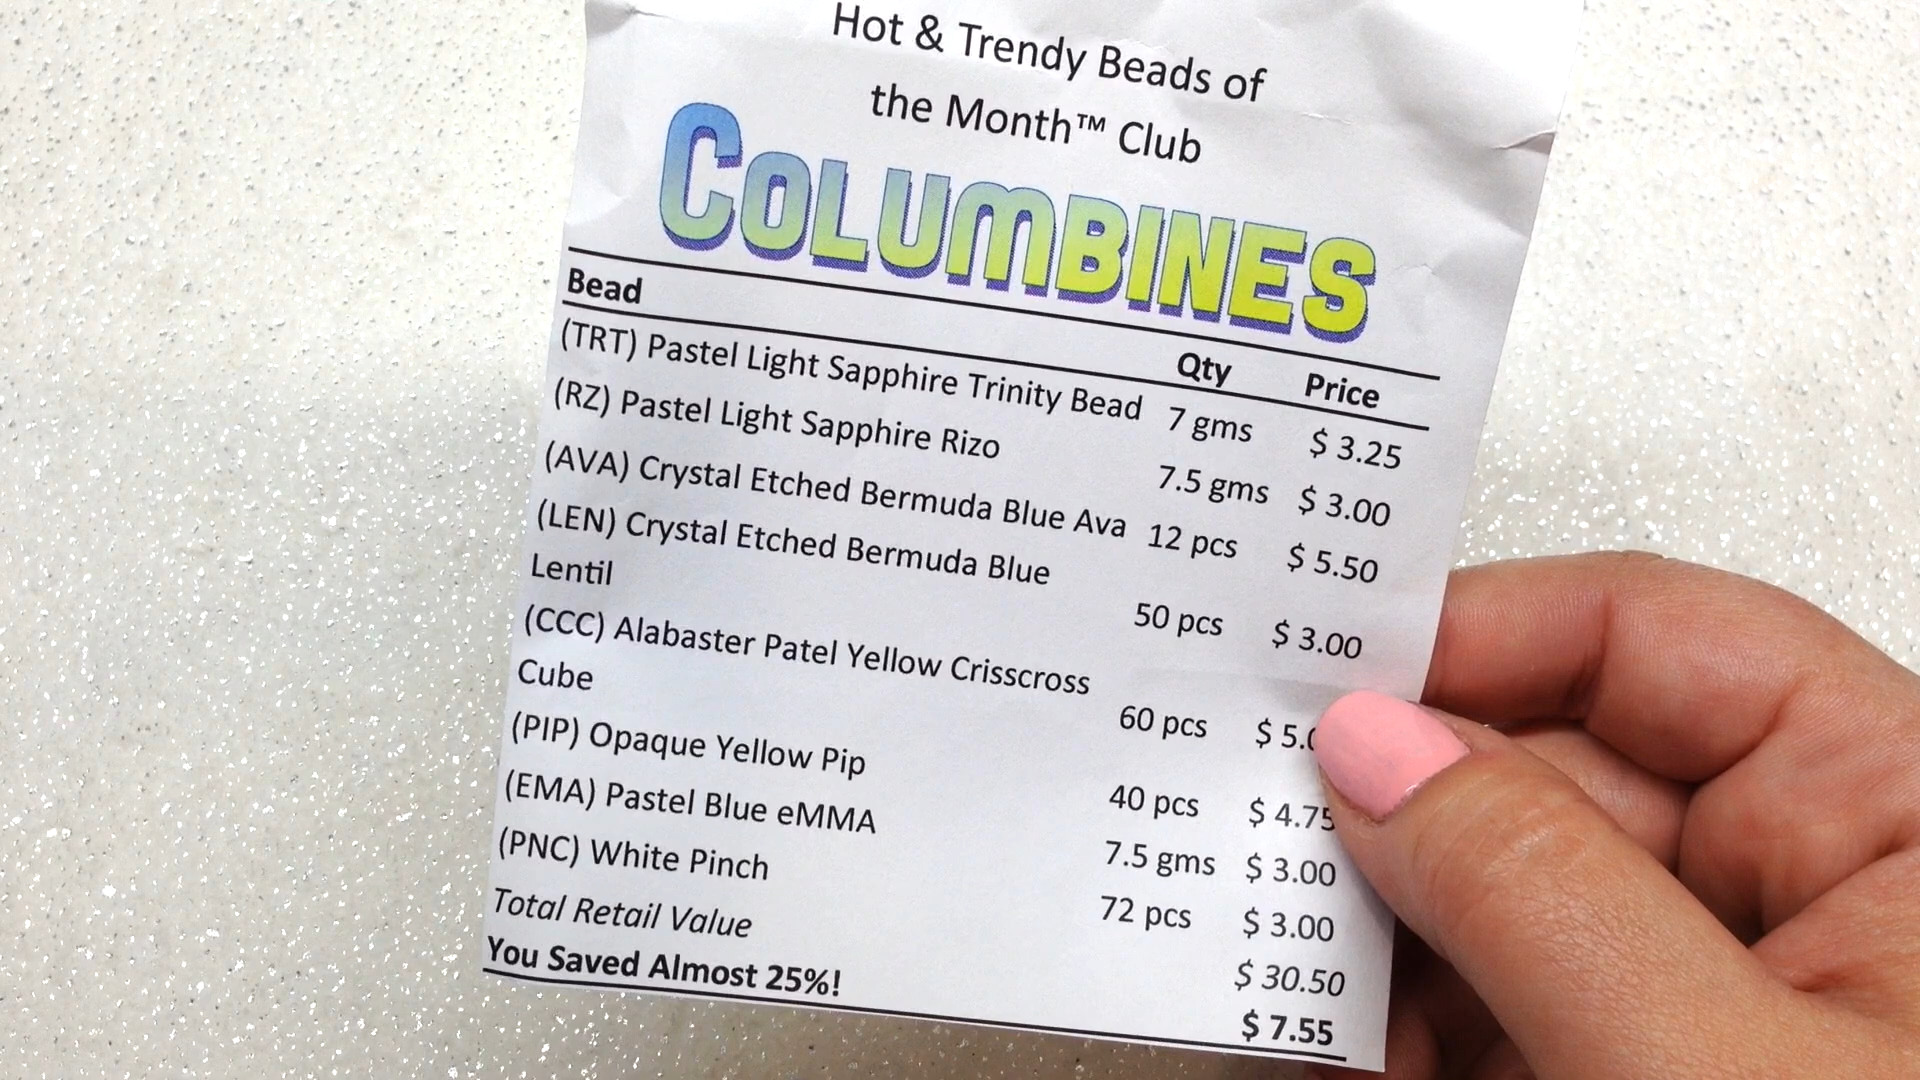 Hot & Trendy Beads of
the Month™ Club
COLUMBINES
Bead Qty Price
(TRT) Pastel Light Sapphire Trinity Bead 7 gms $ 3.25
(RZ) Pastel Light Sapphire Rizo 7.5 gms $ 3.00
(AVA) Crystal Etched Bermuda Blue Ava 12 pcs $ 5.50
(LEN) Crystal Etched Bermuda Blue
Lentil 50 pcs $ 3.00
(CCC) Alabaster Patel Yellow Crisscross
Cube 60 pcs $
(PIP) Opaque Yellow Pip 40 pcs $ 4.75
(EMA) Pastel Blue eMMA 7.5 gms $ 3.00
(PNC) White Pinch 72 pcs $ 3.00
Total Retail Value $ 30.50
You Saved Almost 25%! $ 7.55